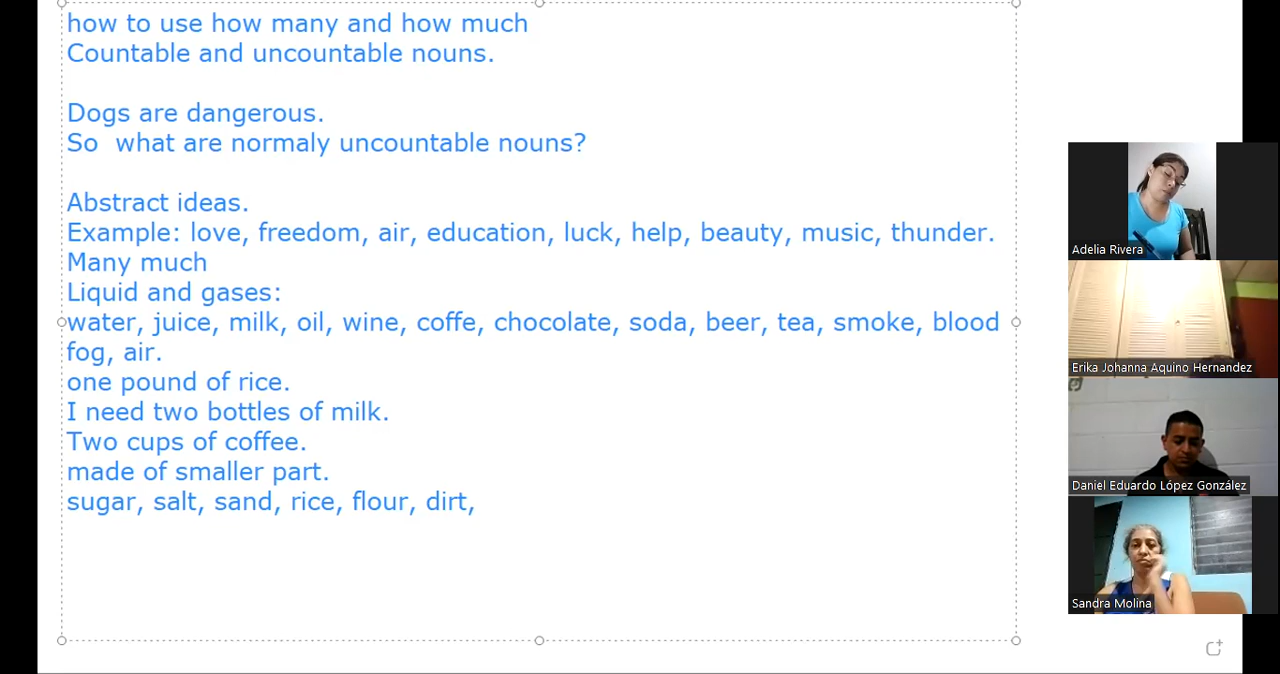 how to use how many and how much
Countable and uncountable nouns.
Dogs are dangerous.
So  what are normaly uncountable nouns?
Abstract ideas.
Example: love, freedom, air, education, luck, help, beauty, music, thunder.
Many much
Liquid and gases:
water, juice, milk, oil, wine, coffe, chocolate, soda, beer, tea, smoke, blood
fog, air.
one pound of rice.
I need two bottles of milk.
Two cups of coffee.
made of smaller part.
sugar, salt, sand, rice, flour, dirt,
Adelia Rivera
Erika Johanna Aquino Hernandez
Daniel Eduardo López González
Sandra Molina